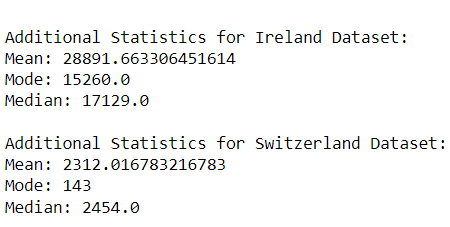 Additional Statistics for Ireland Dataset:
Mean: 28891.663306451614
Mode: 15260.0
Median: 17129.0
Additional Statistics for Switzerland Dataset:
Mean: 2312.016783216783
Mode: 143
Median: 2454.0